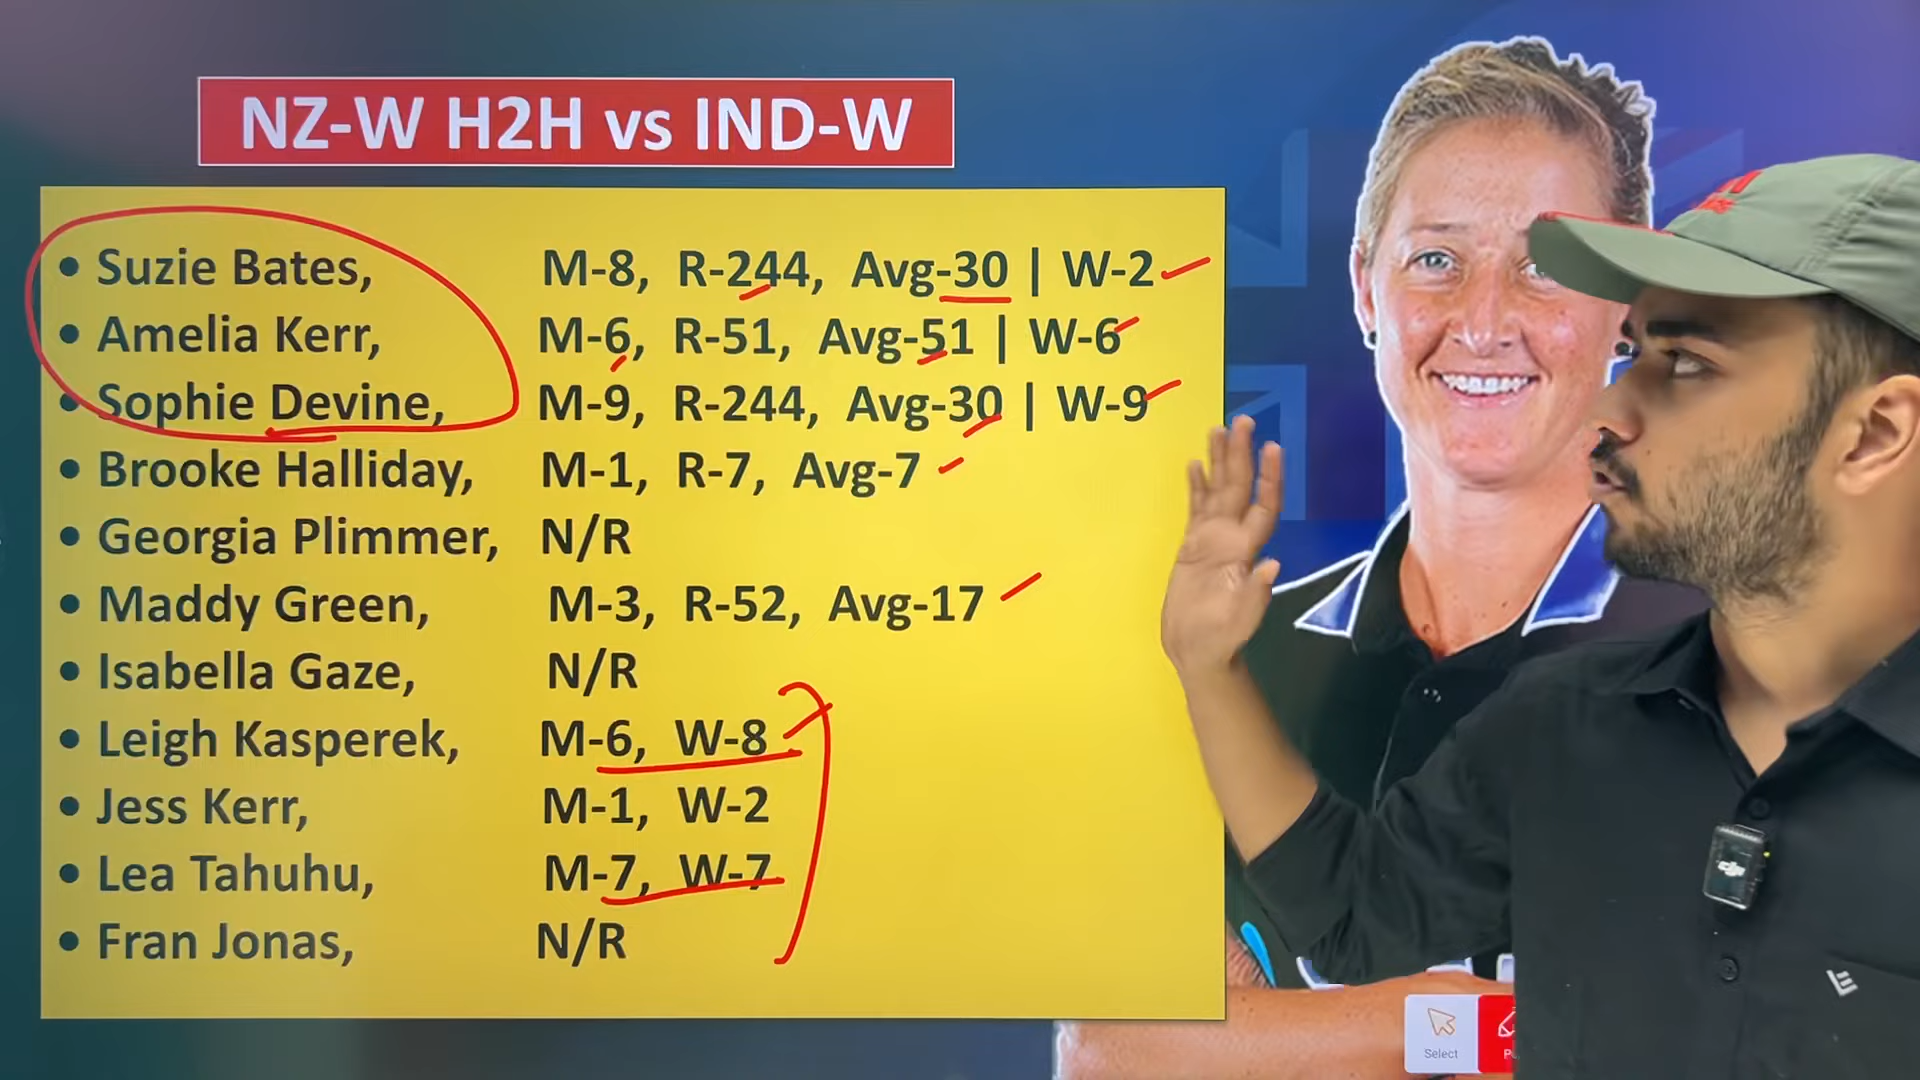 NZ-W H2H vs IND-W
• Suzie Bates, M-8, R-244, Avg-30 | W-2
• Amelia Kerr, M-6, R-51, Avg-51 | W-6
• Sophie Devine, M-9, R-244, Avg-30 | W-9
• Brooke Halliday, M-1, R-7, Avg-7
• Georgia Plimmer, N/R
• Maddy Green, M-3, R-52, Avg-17
• Isabella Gaze, N/R
• Leigh Kasperek, M-6, W-8
• Jess Kerr, M-1, W-2
• Lea Tahuhu, M-7, W-7
• Fran Jonas, N/R
dji
Select